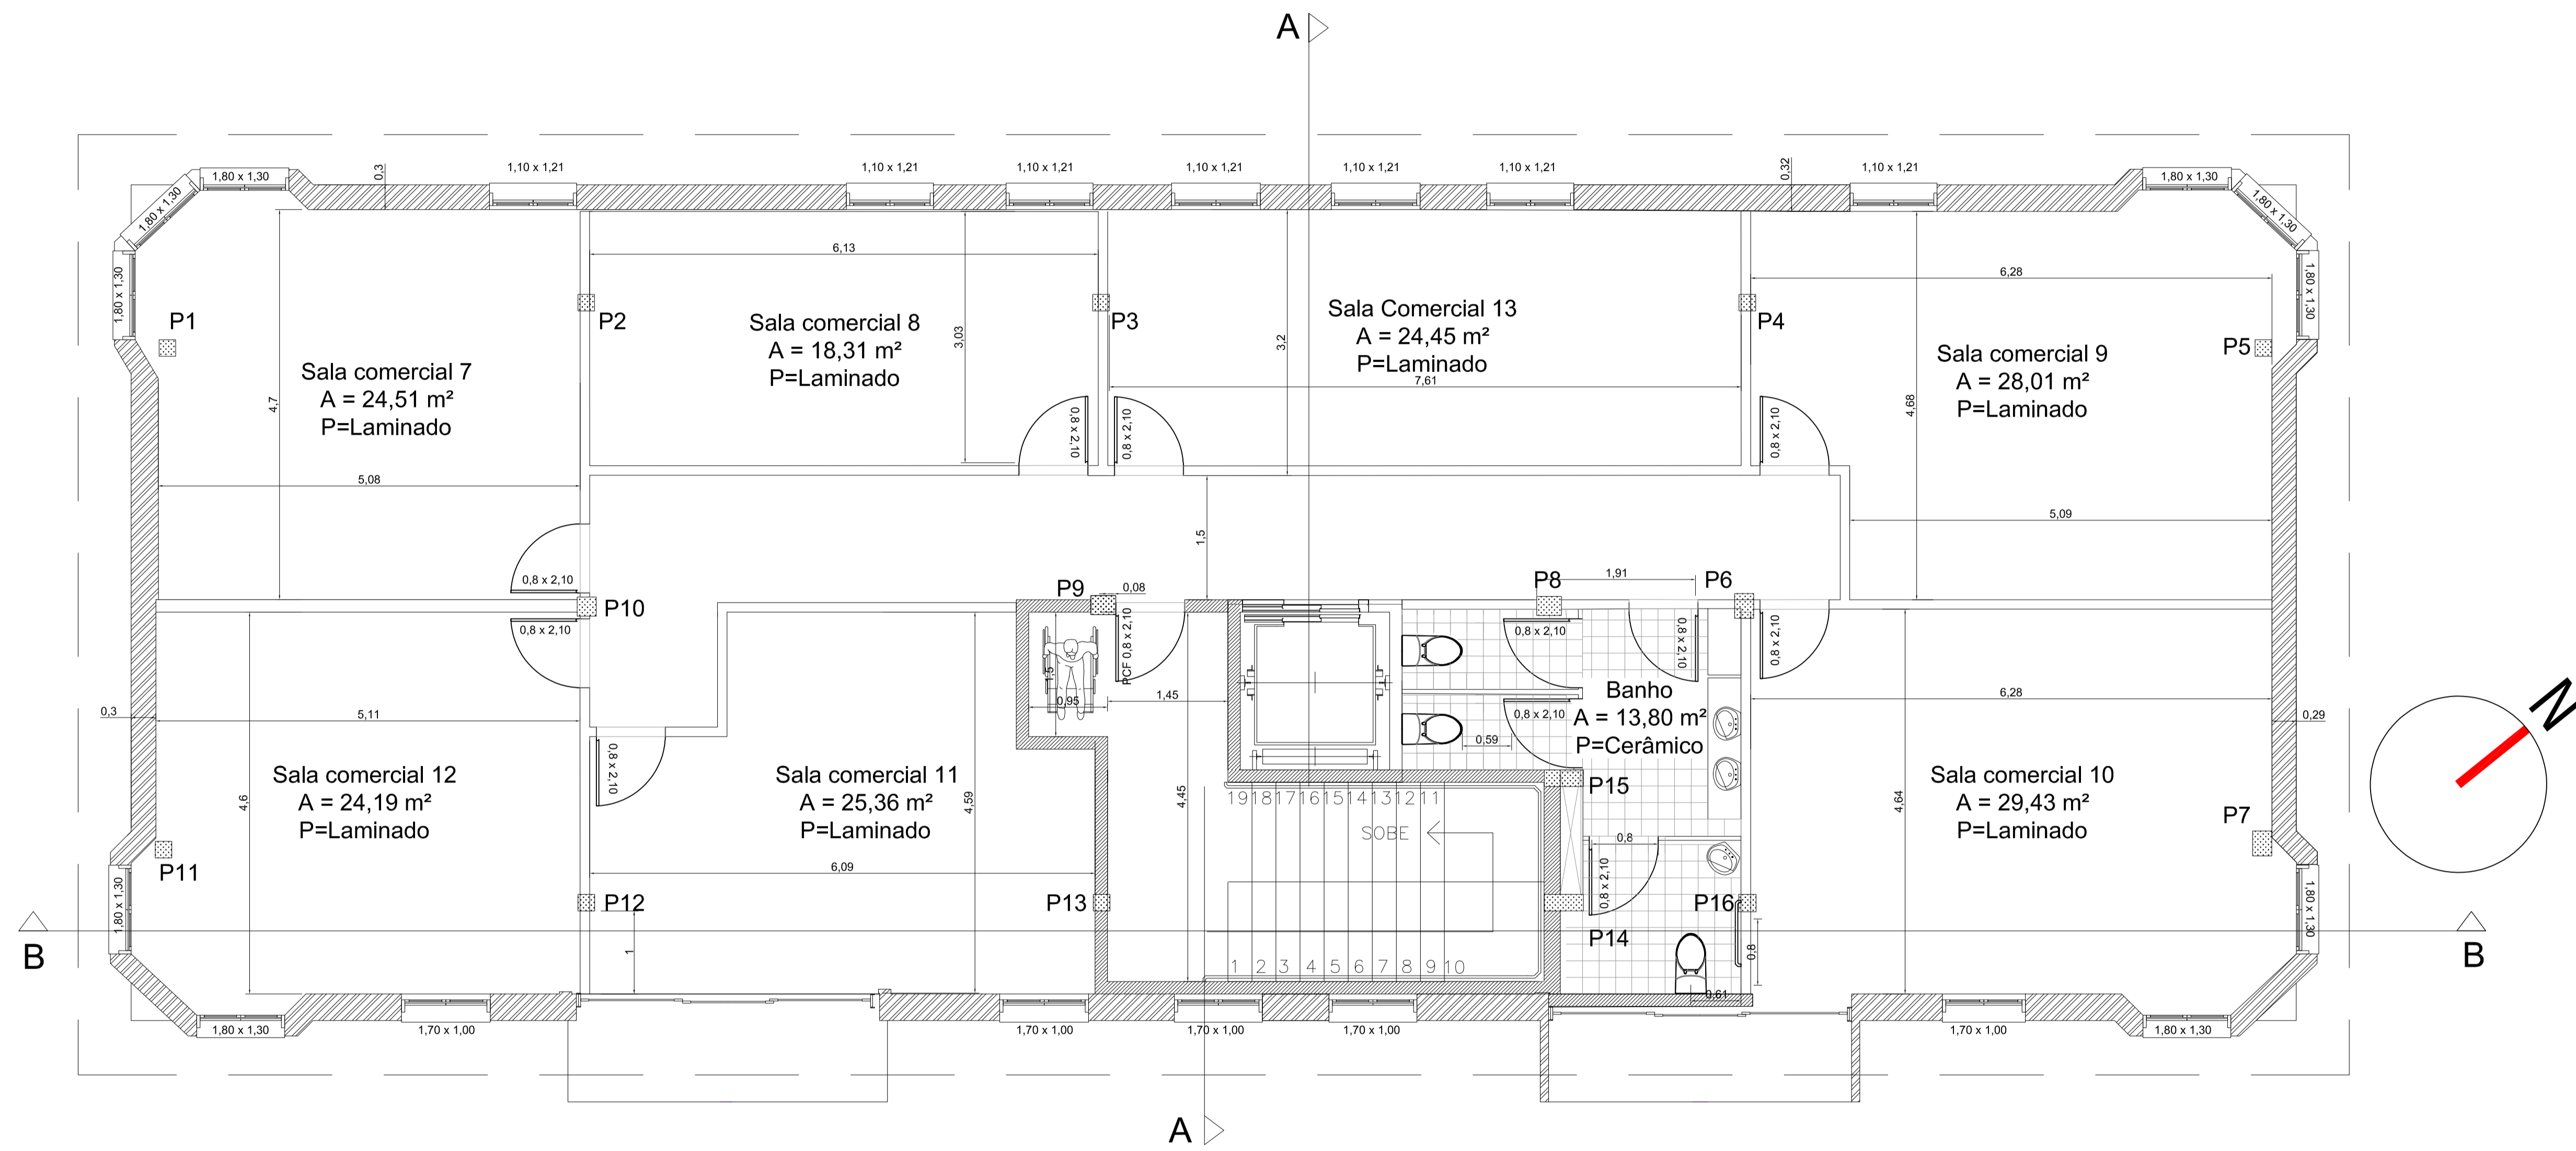 A
1,10 x 1,21
1,10 x 1,21
1,10 x 1,21
1,10 x 1,21
1,10 x 1,21
1,10 x 1,21
1,10 x 1,21
0,3
0,32
1,80 x 1,30
1,80 x 1,30
1,80 x 1,30
1,80 x 1,30
1,80 x 1,30
1,80 x 1,30
P1
P2
P3
P4
P5
6,13
6,28
3,03
3,2
4,7
4,68
Sala comercial 7
A = 24,51 m²
P=Laminado
Sala comercial 8
A = 18,31 m²
P=Laminado
Sala Comercial 13
A = 24,45 m²
P=Laminado
7,61
Sala comercial 9
A = 28,01 m²
P=Laminado
0,8 x 2,10
0,8 x 2,10
0,8 x 2,10
5,08
5,09
1,5
0,8 x 2,10
P10
0,8 x 2,10
P9
0,08
P8
1,91
P6
PCF 0,8 x 2,10
0,8 x 2,10
0,8 x 2,10
0,8 x 2,10
1,5
0,95
1,45
Banho
A = 13,80 m²
P=Cerâmico
0,8 x 2,10
0,59
6,28
0,29
N
0,3
5,11
0,8 x 2,10
Sala comercial 12
A = 24,19 m²
P=Laminado
4,6
Sala comercial 11
A = 25,36 m²
P=Laminado
4,59
4,45
19 18 17 16 15 14 13 12 11
SOBE
P15
0,8
0,8 x 2,10
Sala comercial 10
A = 29,43 m²
P=Laminado
4,64
P7
P11
6,09
P12
P13
P16
P14
1
0,8
0,61
1 2 3 4 5 6 7 8 9 10
B
B
1,80 x 1,30
1,80 x 1,30
1,80 x 1,30
1,70 x 1,00
1,70 x 1,00
1,70 x 1,00
1,70 x 1,00
1,70 x 1,00
1,80 x 1,30
A